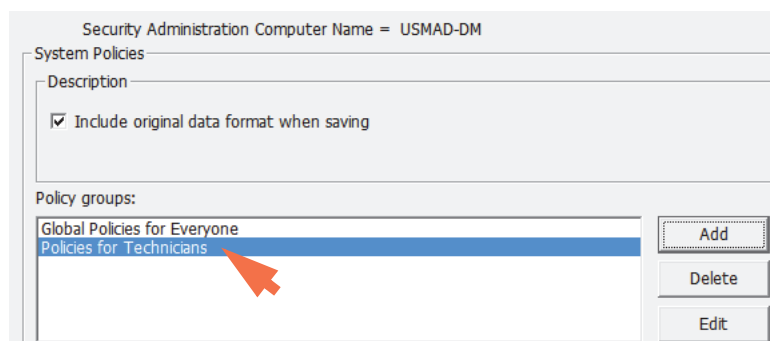 Security Administration Computer Name = USMAD-DM
System Policies
Description
Include original data format when saving
Policy groups:
Global Policies for Everyone
Policies for Technicians
Add
Delete
Edit